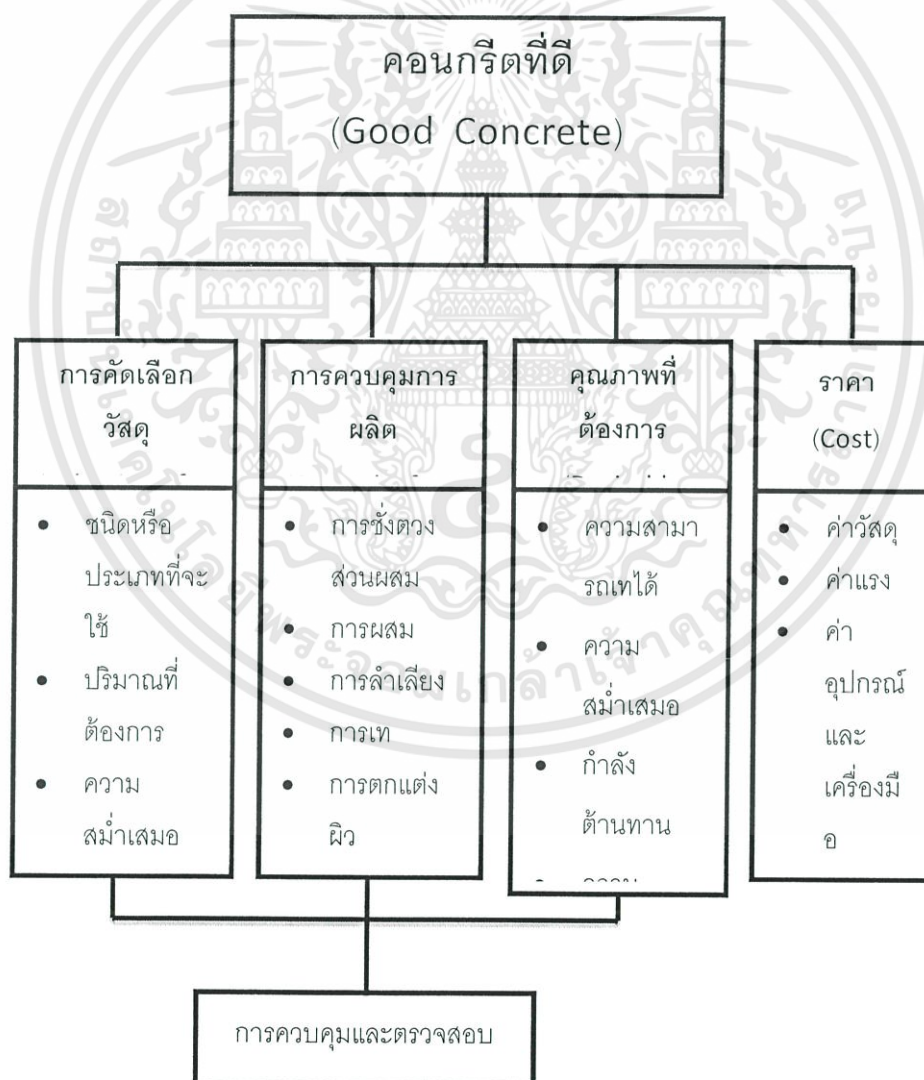 คอนกรีตที่ดี
(Good Concrete)
การคัดเลือก
วัสดุ
• ชนิดหรือ
ประเภทที่จะ
ใช้
• ปริมาณที่
ต้องการ
• ความ
สม่ำเสมอ
การควบคุมการ
ผลิต
• การชั่งตวง
ส่วนผสม
• การผสม
• การลำเลียง
• การเท
• การตกแต่ง
ผิว
คุณภาพที่
ต้องการ
• ความสามา
รถเทได้
• ความ
สม่ำเสมอ
• กำลัง
ต้านทาน
ราคา
(Cost)
• ค่าวัสดุ
• ค่าแรง
• ค่า
อุปกรณ์
และ
เครื่องมื
อ
การควบคุมและตรวจสอบ